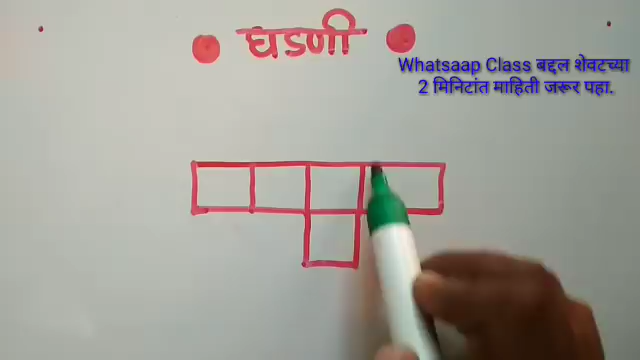 घडणी
Whatsaap Class बद्दल शेवटच्या
2 मिनिटांत माहिती जरूर पहा.